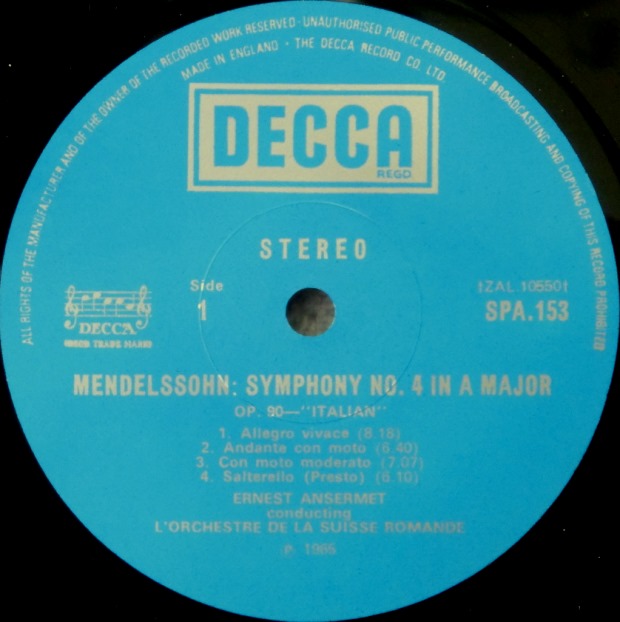 ALL RIGHTS OF THE MANUFACTURER AND OF THE OWNER OF THE RECORDED WORK RESERVED · UNAUTHORISED PUBLIC PERFORMANCE BROADCASTING AND COPYING OF THIS RECORD PROHIBITED
MADE IN ENGLAND · THE DECCA RECORD CO. LTD.
DECCA
REGD.
STEREO
Side
1
‡ZAL.10550‡
SPA.153
DECCA
TRADE MARK
MENDELSSOHN: SYMPHONY NO. 4 IN A MAJOR
OP. 90—"ITALIAN"
1. Allegro vivace (8.18)
2. Andante con moto (6.40)
3. Con moto moderato (7.07)
4. Salterello (Presto) (6.10)
ERNEST ANSERMET
conducting
L'ORCHESTRE DE LA SUISSE ROMANDE
P. 1965